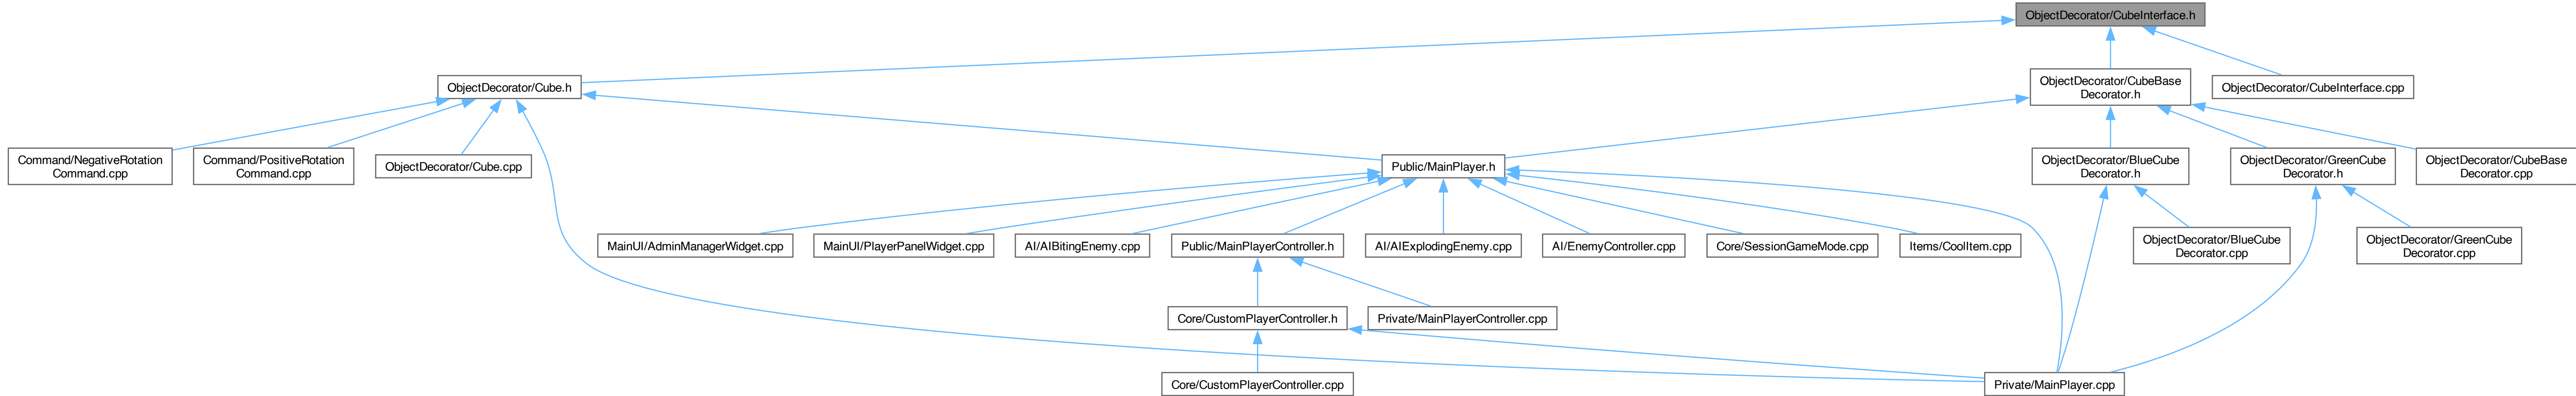 ObjectDecorator/CubeInterface.h
ObjectDecorator/Cube.h
ObjectDecorator/CubeBase
Decorator.h
ObjectDecorator/CubeInterface.cpp
Command/NegativeRotation
Command.cpp
Command/PositiveRotation
Command.cpp
ObjectDecorator/Cube.cpp
Public/MainPlayer.h
ObjectDecorator/BlueCube
Decorator.h
ObjectDecorator/GreenCube
Decorator.h
ObjectDecorator/CubeBase
Decorator.cpp
MainUI/AdminManagerWidget.cpp
MainUI/PlayerPanelWidget.cpp
AI/AIBitingEnemy.cpp
Public/MainPlayerController.h
AI/AIExplodingEnemy.cpp
AI/EnemyController.cpp
Core/SessionGameMode.cpp
Items/CoolItem.cpp
ObjectDecorator/BlueCube
Decorator.cpp
ObjectDecorator/GreenCube
Decorator.cpp
Core/CustomPlayerController.h
Private/MainPlayerController.cpp
Core/CustomPlayerController.cpp
Private/MainPlayer.cpp